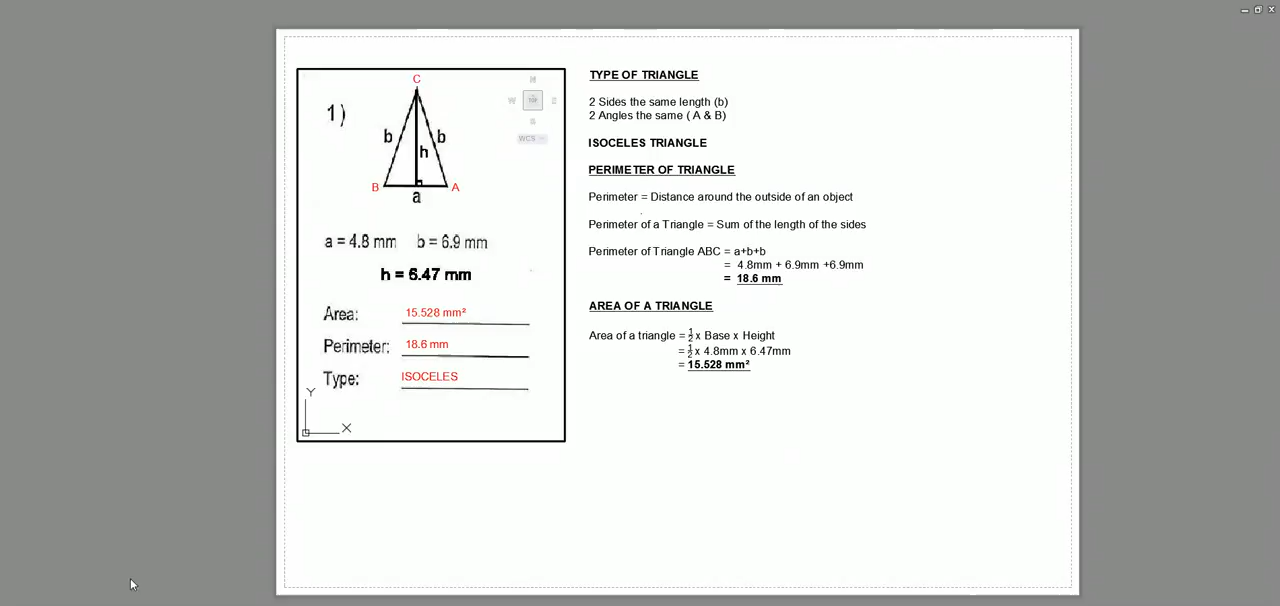 C
1)
b
b
h
B
A
a
a = 4.8 mm b = 6.9 mm
h = 6.47 mm
Area: 15.528 mm²
Perimeter: 18.6 mm
Type: ISOCELES
Y
X
N
W TOP E
S
WCS
TYPE OF TRIANGLE
2 Sides the same length (b)
2 Angles the same ( A & B)
ISOCELES TRIANGLE
PERIMETER OF TRIANGLE
Perimeter = Distance around the outside of an object
Perimeter of a Triangle = Sum of the length of the sides
Perimeter of Triangle ABC = a+b+b
= 4.8mm + 6.9mm +6.9mm
= 18.6 mm
AREA OF A TRIANGLE
Area of a triangle = ½ x Base x Height
= ½ x 4.8mm x 6.47mm
= 15.528 mm²